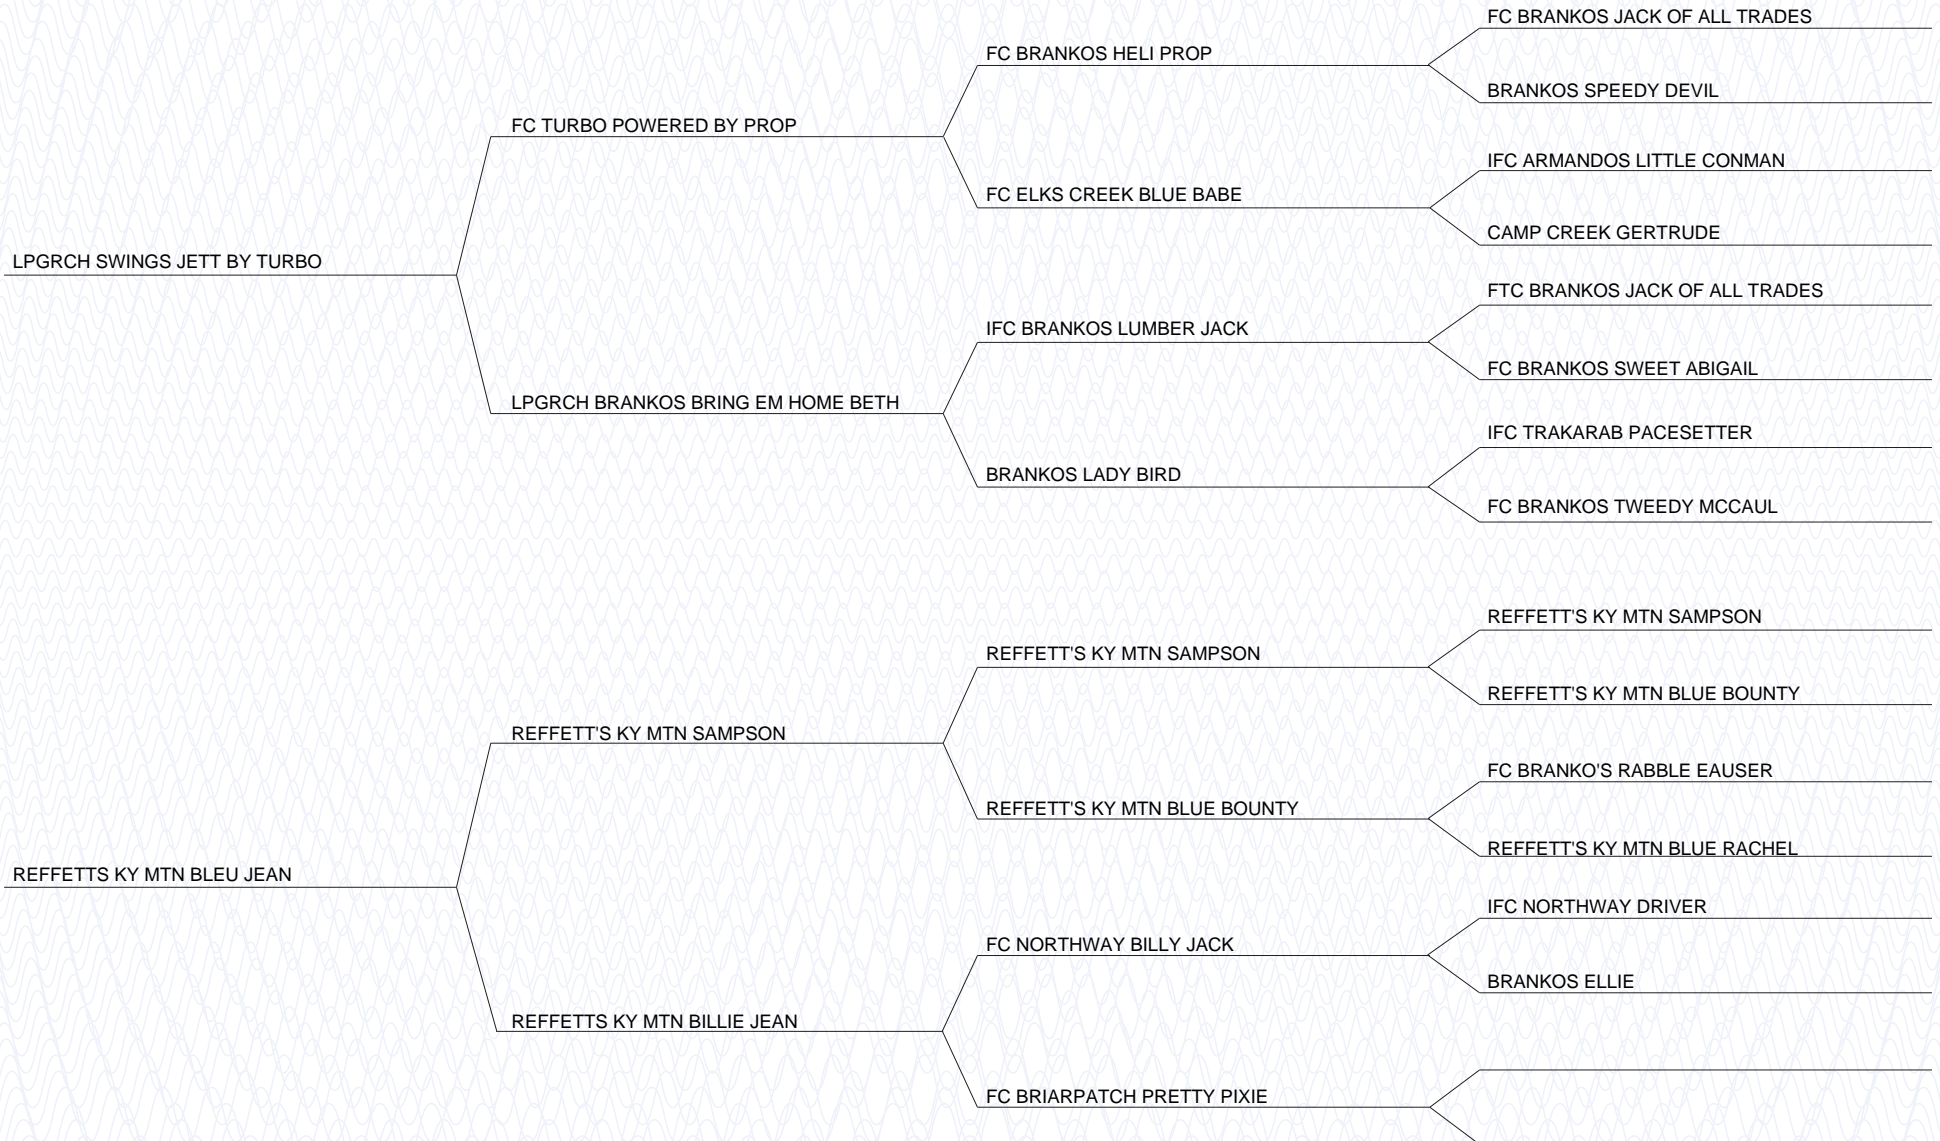 FC BRANKOS JACK OF ALL TRADES
FC BRANKOS HELI PROP
BRANKOS SPEEDY DEVIL
FC TURBO POWERED BY PROP
IFC ARMANDOS LITTLE CONMAN
FC ELKS CREEK BLUE BABE
CAMP CREEK GERTRUDE
LPGRCH SWINGS JETT BY TURBO
FTC BRANKOS JACK OF ALL TRADES
IFC BRANKOS LUMBER JACK
FC BRANKOS SWEET ABIGAIL
LPGRCH BRANKOS BRING EM HOME BETH
IFC TRAKARAB PACESETTER
BRANKOS LADY BIRD
FC BRANKOS TWEEDY MCCAUL
REFFETT'S KY MTN SAMPSON
REFFETT'S KY MTN SAMPSON
REFFETT'S KY MTN BLUE BOUNTY
REFFETT'S KY MTN SAMPSON
FC BRANKO'S RABBLE EAUSER
REFFETT'S KY MTN BLUE BOUNTY
REFFETT'S KY MTN BLUE RACHEL
REFFETTS KY MTN BLEU JEAN
IFC NORTHWAY DRIVER
FC NORTHWAY BILLY JACK
BRANKOS ELLIE
REFFETTS KY MTN BILLIE JEAN
FC BRIARPATCH PRETTY PIXIE